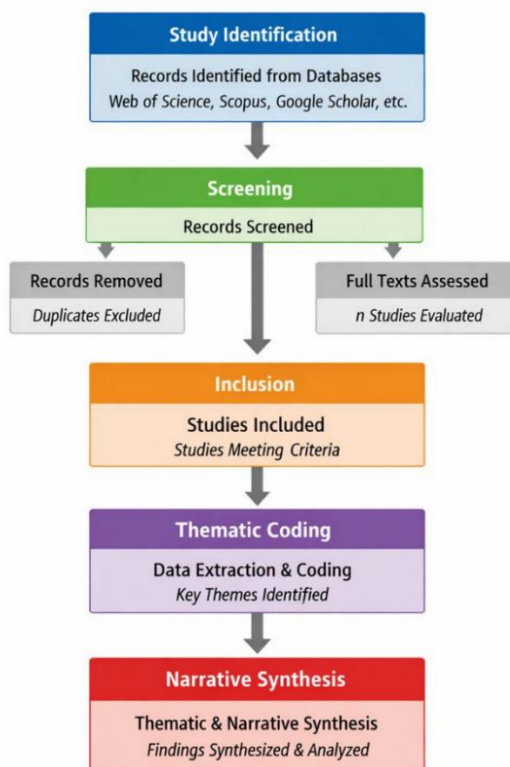 Study Identification
Records Identified from Databases
Web of Science, Scopus, Google Scholar, etc.
Screening
Records Screened
Records Removed
Duplicates Excluded
Full Texts Assessed
n Studies Evaluated
Inclusion
Studies Included
Studies Meeting Criteria
Thematic Coding
Data Extraction & Coding
Key Themes Identified
Narrative Synthesis
Thematic & Narrative Synthesis
Findings Synthesized & Analyzed